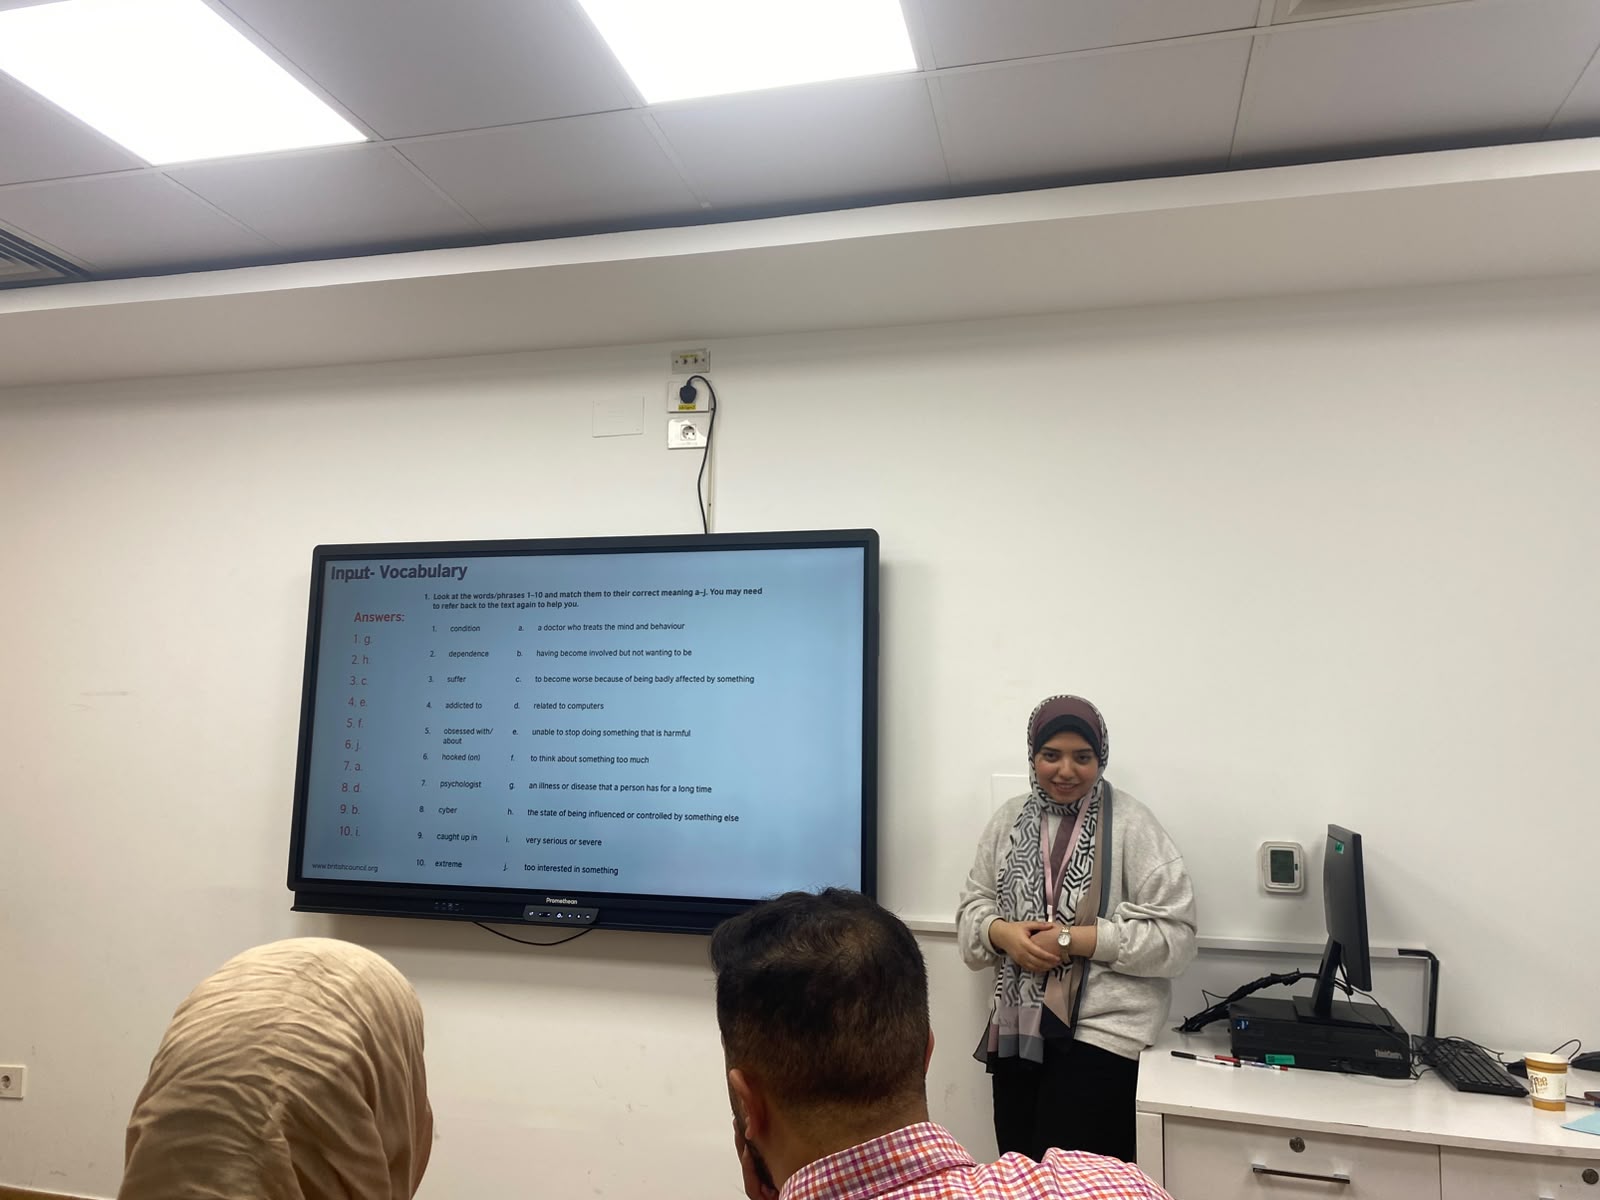 Input- Vocabulary
1. Look at the words/phrases 1-10 and match them to their correct meaning a-j. You may need
to refer back to the text again to help you.
Answers:
1. g.
2. h.
3. c.
4. e.
5. f.
6. j.
7. a.
8. d.
9. b.
10. i.
1. condition a. a doctor who treats the mind and behaviour
2. dependence b. having become involved but not wanting to be
3. suffer c. to become worse because of being badly affected by something
4. addicted to d. related to computers
5. obsessed with/
about e. unable to stop doing something that is harmful
6. hooked (on) f. to think about something too much
7. psychologist g. an illness or disease that a person has for a long time
8. cyber h. the state of being influenced or controlled by something else
9. caught up in i. very serious or severe
10. extreme j. too interested in something
www.britishcouncil.org
Promethean
ThinkCentre